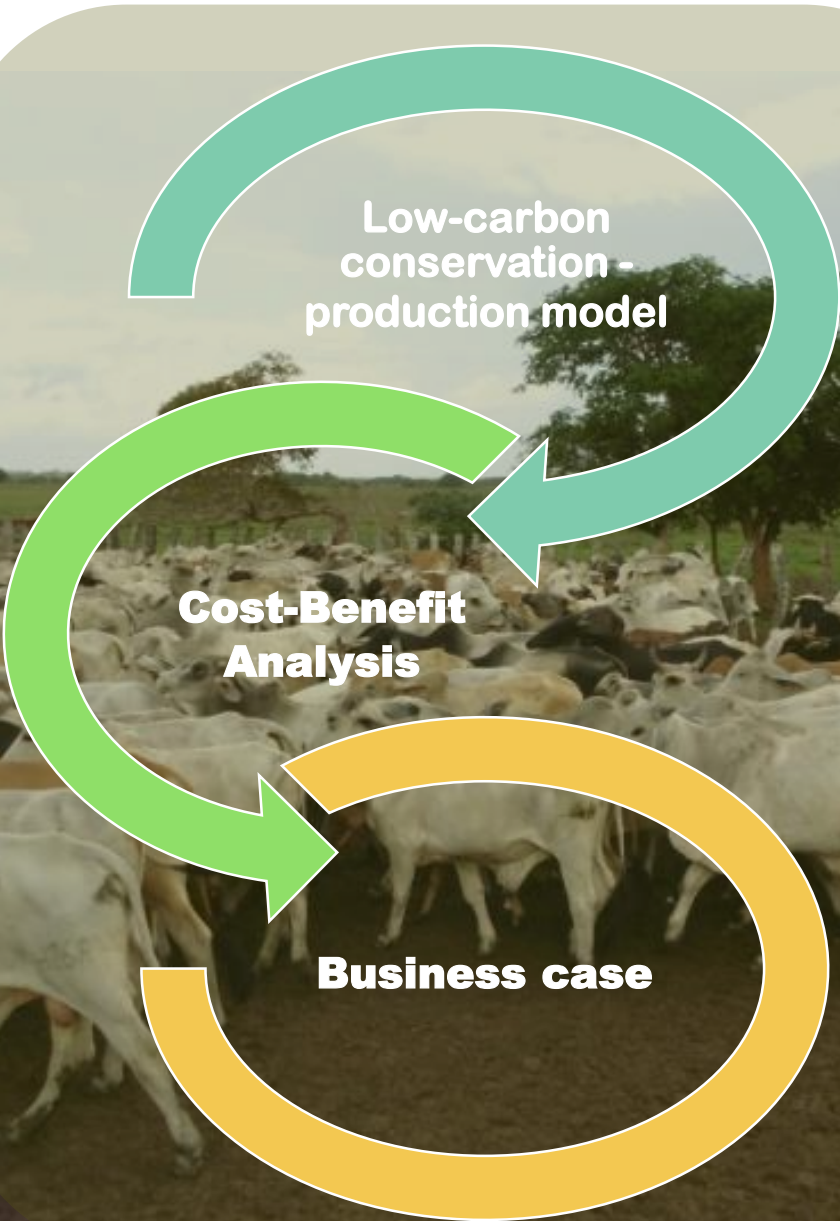 Low-carbon
conservation -
production model
Cost-Benefit
Analysis
Business case